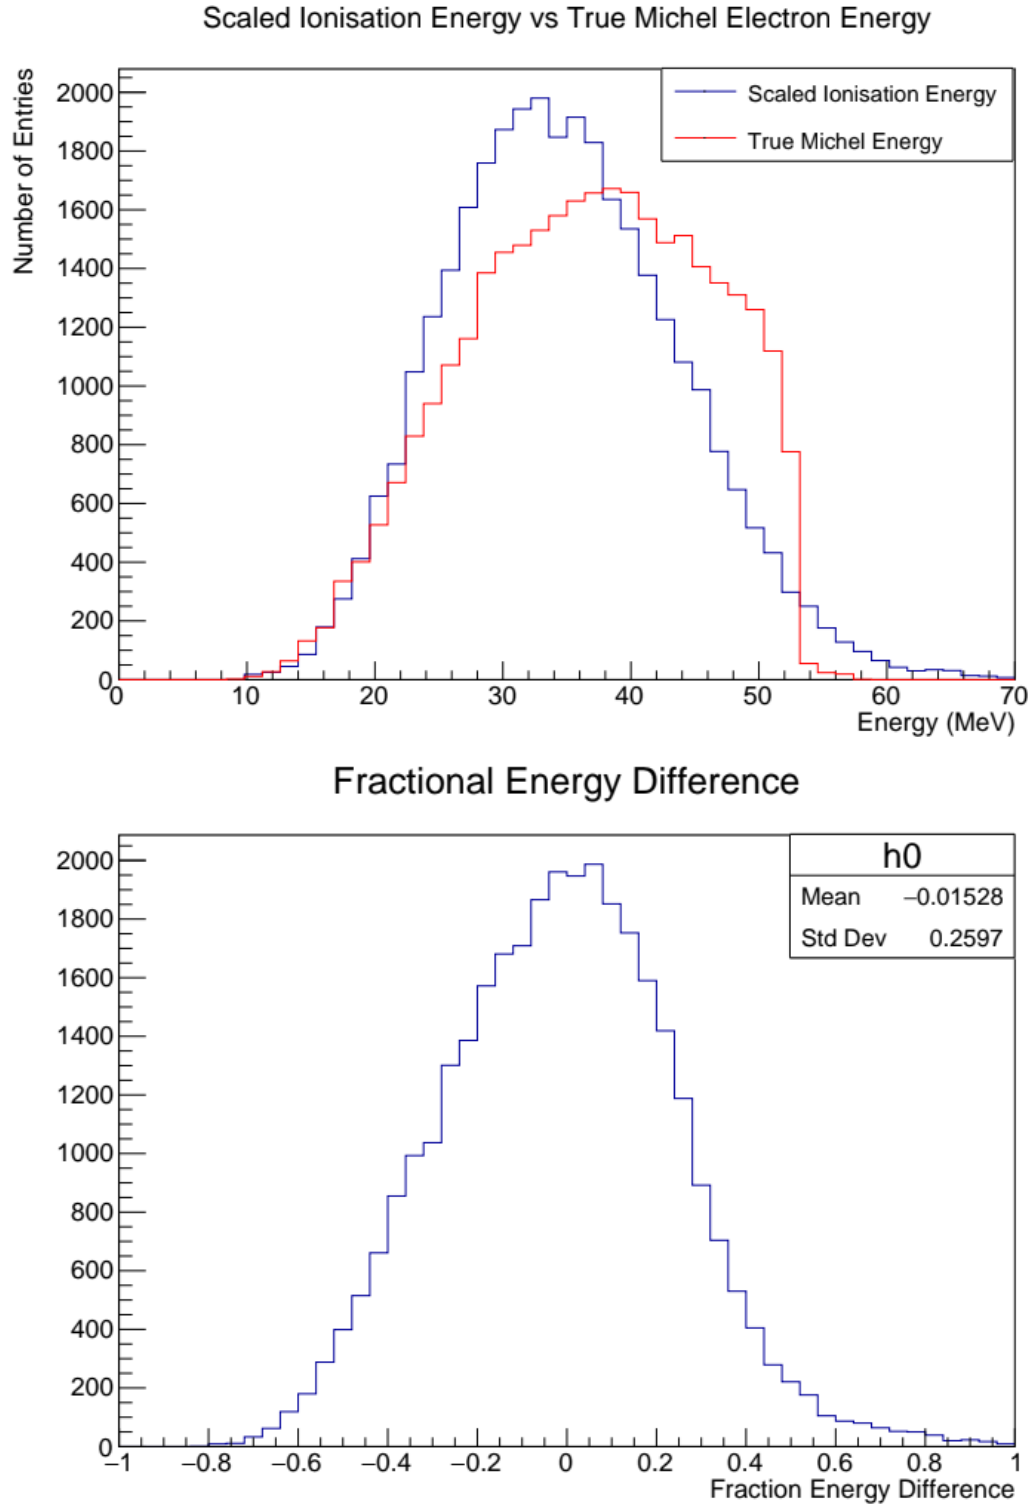 Scaled Ionisation Energy vs True Michel Electron Energy
Number of Entries
2000
1800
1600
1400
1200
1000
800
600
400
200
0
Scaled Ionisation Energy
True Michel Energy
0 10 20 30 40 50 60 70
Energy (MeV)
Fractional Energy Difference
2000
1800
1600
1400
1200
1000
800
600
400
200
0
h0
Mean −0.01528
Std Dev 0.2597
−1 −0.8 −0.6 −0.4 −0.2 0 0.2 0.4 0.6 0.8 1
Fraction Energy Difference